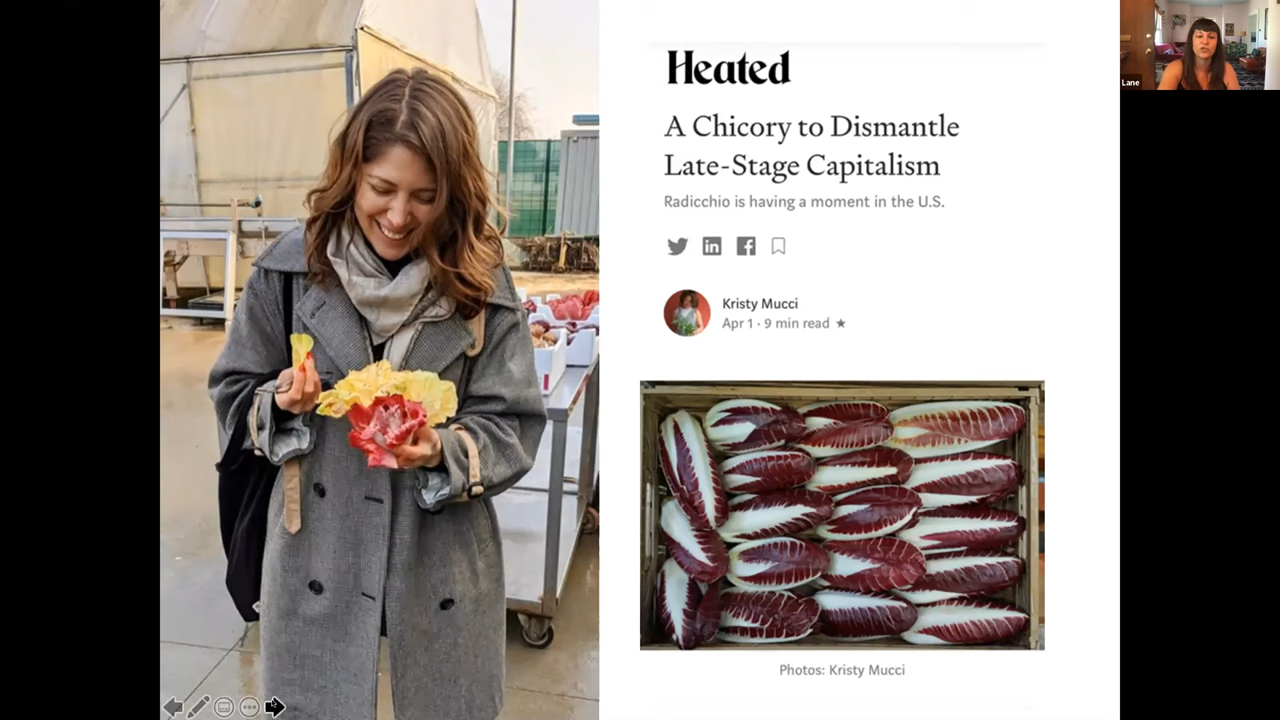 Heated
A Chicory to Dismantle
Late-Stage Capitalism
Radicchio is having a moment in the U.S.
Kristy Mucci
Apr 1 · 9 min read ★
Photos: Kristy Mucci
Lane